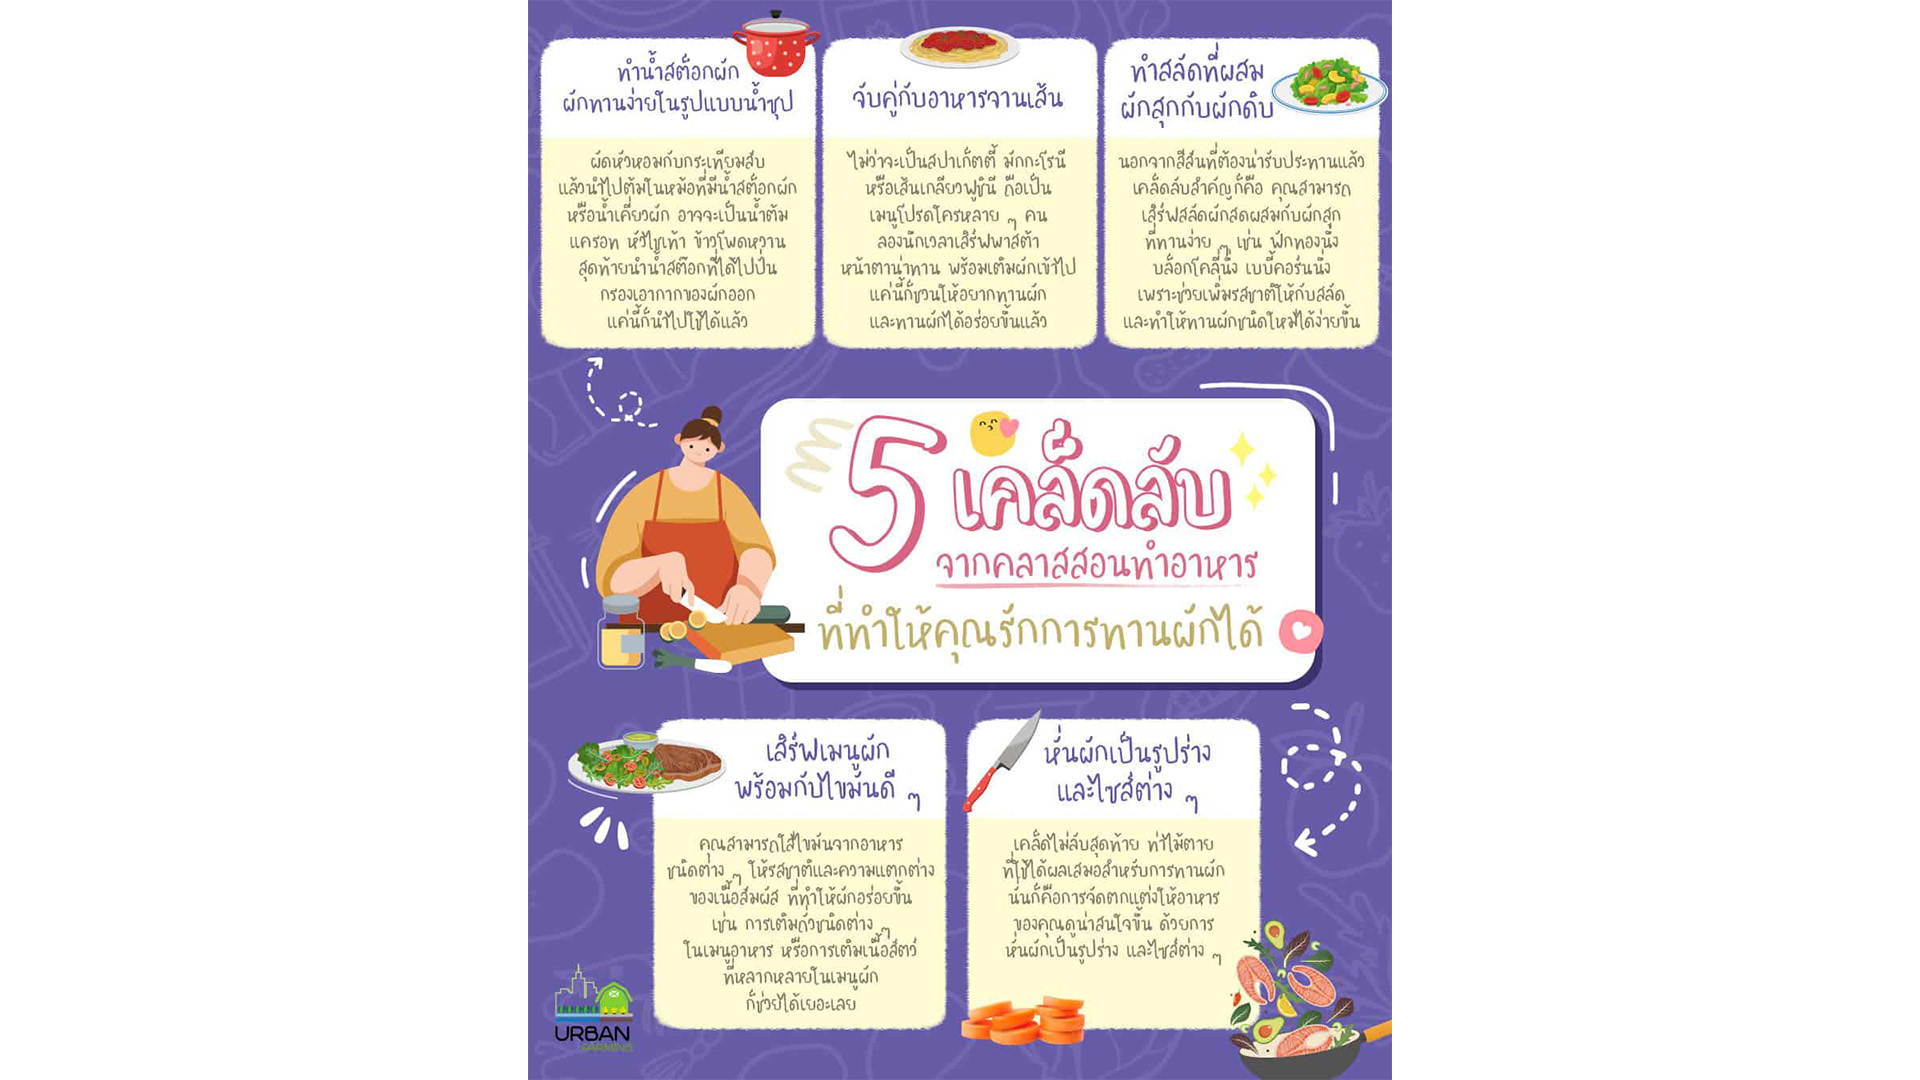 ทำน้ำสต็อกผัก
ผักทานง่ายในรูปแบบน้ำซุป
ผัดหัวหอมกับกระเทียมสับ
แล้วนำไปต้มในหม้อที่มีน้ำสต็อกผัก
หรือน้ำเคี่ยวผัก อาจจะเป็นน้ำต้ม
แครอท หัวไชเท้า ข้าวโพดหวาน
สุดท้ายนำน้ำสต๊อกที่ได้ไปปั่น
กรองเอากากของผักออก
แค่นี้ก็นำไปใช้ได้แล้ว
จับคู่กับอาหารจานเส้น
ไม่ว่าจะเป็นสปาเก็ตตี้ มักกะโรนี
หรือเส้นเกลียวฟูซินี ถือเป็น
เมนูโปรดใครหลาย ๆ คน
ลองนึกเวลาเสิร์ฟพาสต้า
หน้าตาน่าทาน พร้อมเติมผักเข้าไป
แค่นี้ก็ชวนให้อยากทานผัก
และทานผักได้อร่อยขึ้นแล้ว
ทำสลัดที่ผสม
ผักสุกกับผักดิบ
นอกจากสีสันที่ต้องน่ารับประทานแล้ว
เคล็ดลับสำคัญก็คือ คุณสามารถ
เสิร์ฟสลัดผักสดผสมกับผักสุก
ที่ทานง่าย ๆ เช่น ฟักทองนึ่ง
บล็อกโคลี่นึ่ง เบบี้คอร์นนึ่ง
เพราะช่วยเพิ่มรสชาติให้กับสลัด
และทำให้ทานผักชนิดใหม่ได้ง่ายขึ้น
5 เคล็ดลับ
จากคลาสสอนทำอาหาร
ที่ทำให้คุณรักการทานผักได้
เสิร์ฟเมนูผัก
พร้อมกับไขมันดี ๆ
คุณสามารถใส่ไขมันจากอาหาร
ชนิดต่าง ๆ ให้รสชาติและความแตกต่าง
ของเนื้อสัมผัส ที่ทำให้ผักอร่อยขึ้น
เช่น การเติมถั่วชนิดต่าง ๆ
ในเมนูอาหาร หรือการเติมเนื้อสัตว์
ที่หลากหลายในเมนูผัก
ก็ช่วยได้เยอะเลย
หั่นผักเป็นรูปร่าง
และไซส์ต่าง ๆ
เคล็ดไม่ลับสุดท้าย ท่าไม้ตาย
ที่ใช้ได้ผลเสมอสำหรับการทานผัก
นั่นก็คือการจัดตกแต่งให้อาหาร
ของคุณดูน่าสนใจขึ้น ด้วยการ
หั่นผักเป็นรูปร่าง และไซส์ต่าง ๆ
URBAN
FARMING